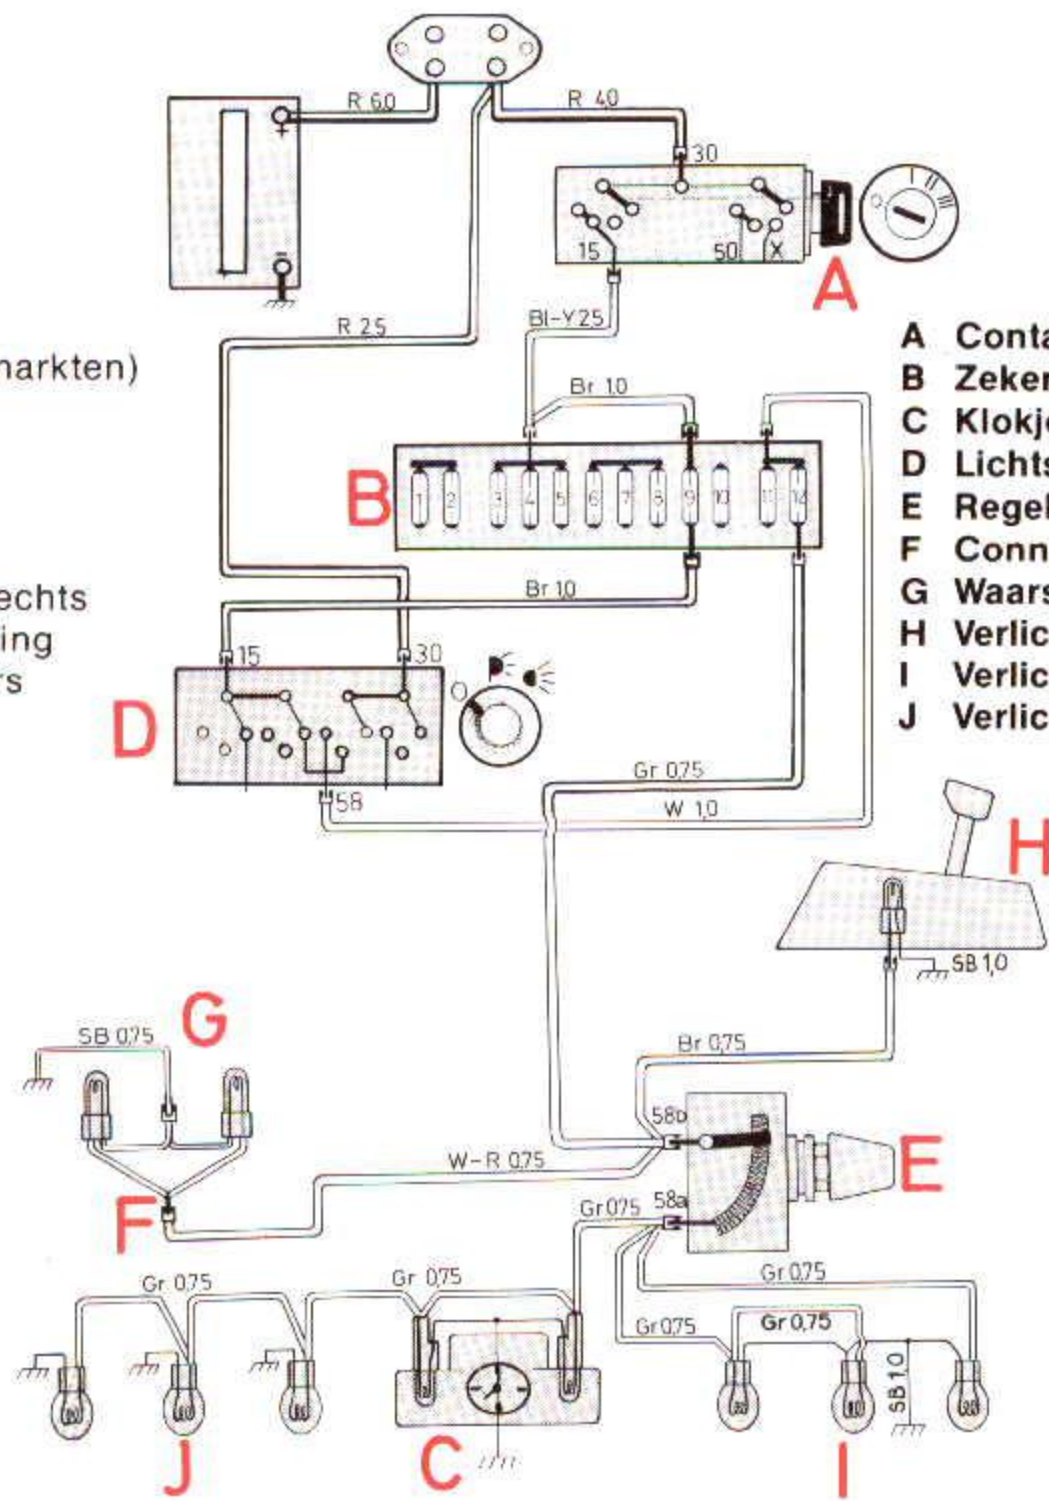 R 6,0
R 4,0
+
30
I II III
O
15
50
X
A
R 2,5
Bl-Y 2,5
Br 1,0
B
1 2 3 4 5 6 7 8 9 10 11 12
narkten)
echts
ing
rs
A Conta
B Zeker
C Klokje
D Lichts
E Regel
F Conn
G Waars
H Verlic
I Verlic
J Verlic
Br 1,0
15
30
D
O
58
Gr 0,75
W 1,0
H
SB 1,0
G
SB 0,75
Br 0,75
58b
W-R 0,75
E
F
Gr 0,75
58a
Gr 0,75
Gr 0,75
Gr 0,75
Gr 0,75
Gr 0,75
SB 1,0
J
C
I